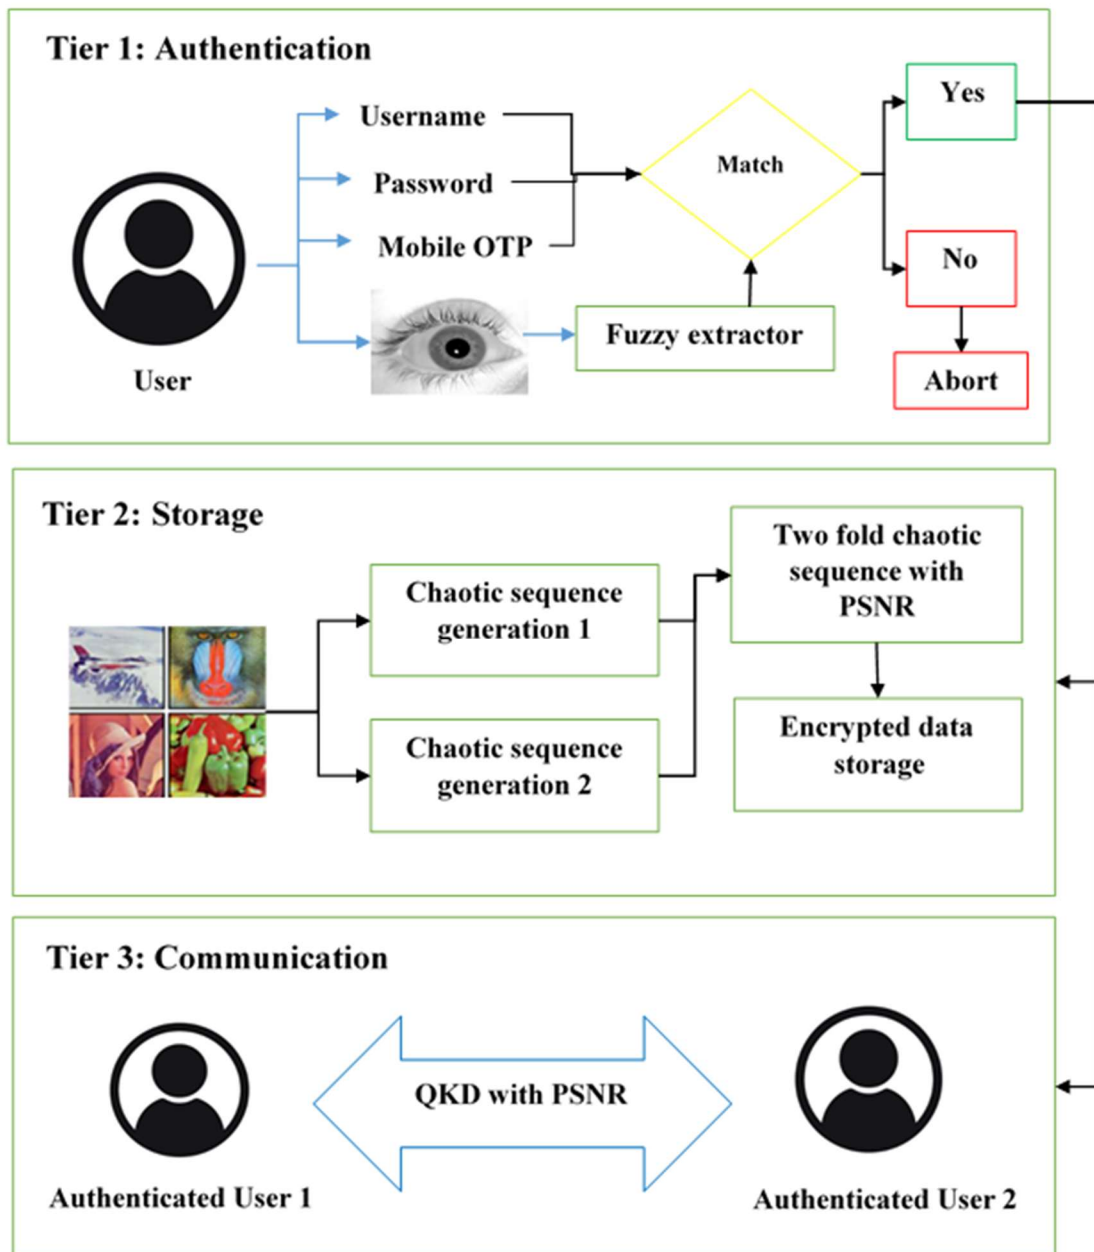 Tier 1: Authentication
Username
Password
Mobile OTP
User
Fuzzy extractor
Match
Yes
No
Abort
Tier 2: Storage
Chaotic sequence
generation 1
Chaotic sequence
generation 2
Two fold chaotic
sequence with
PSNR
Encrypted data
storage
Tier 3: Communication
Authenticated User 1
QKD with PSNR
Authenticated User 2